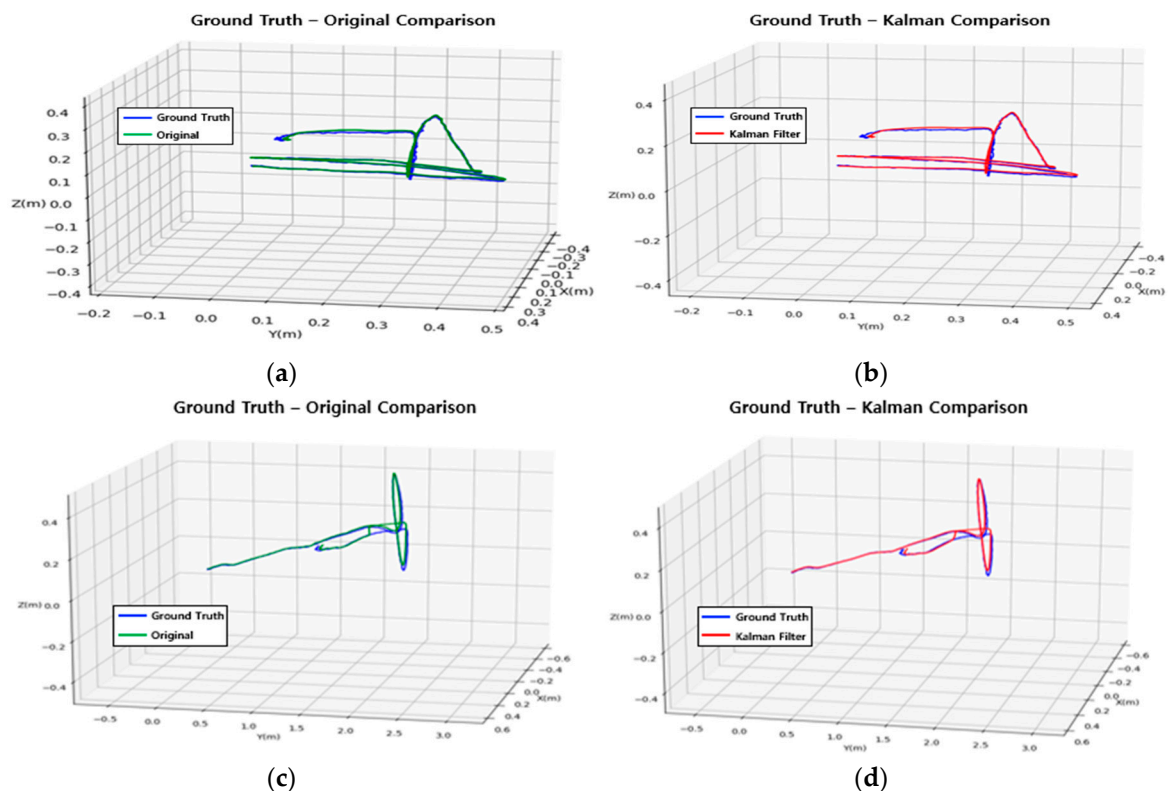 Ground Truth – Original Comparison
0.4
0.3
0.2
0.1
Z(m) 0.0
−0.1
−0.2
−0.3
−0.4
Ground Truth
Original
−0.2
−0.1
0.0
0.1
0.2
0.3
0.4
0.5
Y(m)
−0.4
−0.3
−0.2
−0.1
0.0
0.1
0.2
0.3
0.4
X(m)
(a)
Ground Truth – Kalman Comparison
0.4
0.2
Z(m) 0.0
−0.2
−0.4
Ground Truth
Kalman Filter
−0.2
−0.1
0.0
0.1
0.2
0.3
0.4
0.5
Y(m)
−0.4
−0.2
0.0
0.2
0.4
X(m)
(b)
Ground Truth – Original Comparison
0.4
0.2
Z(m) 0.0
−0.2
−0.4
Ground Truth
Original
−0.5
0.0
0.5
1.0
1.5
2.0
2.5
3.0
Y(m)
−0.6
−0.4
−0.2
0.0
0.2
0.4
0.6
X(m)
(c)
Ground Truth – Kalman Comparison
0.4
0.2
Z(m) 0.0
−0.2
−0.4
Ground Truth
Kalman Filter
−0.5
0.0
0.5
1.0
1.5
2.0
2.5
3.0
Y(m)
−0.6
−0.4
−0.2
0.0
0.2
0.4
0.6
X(m)
(d)